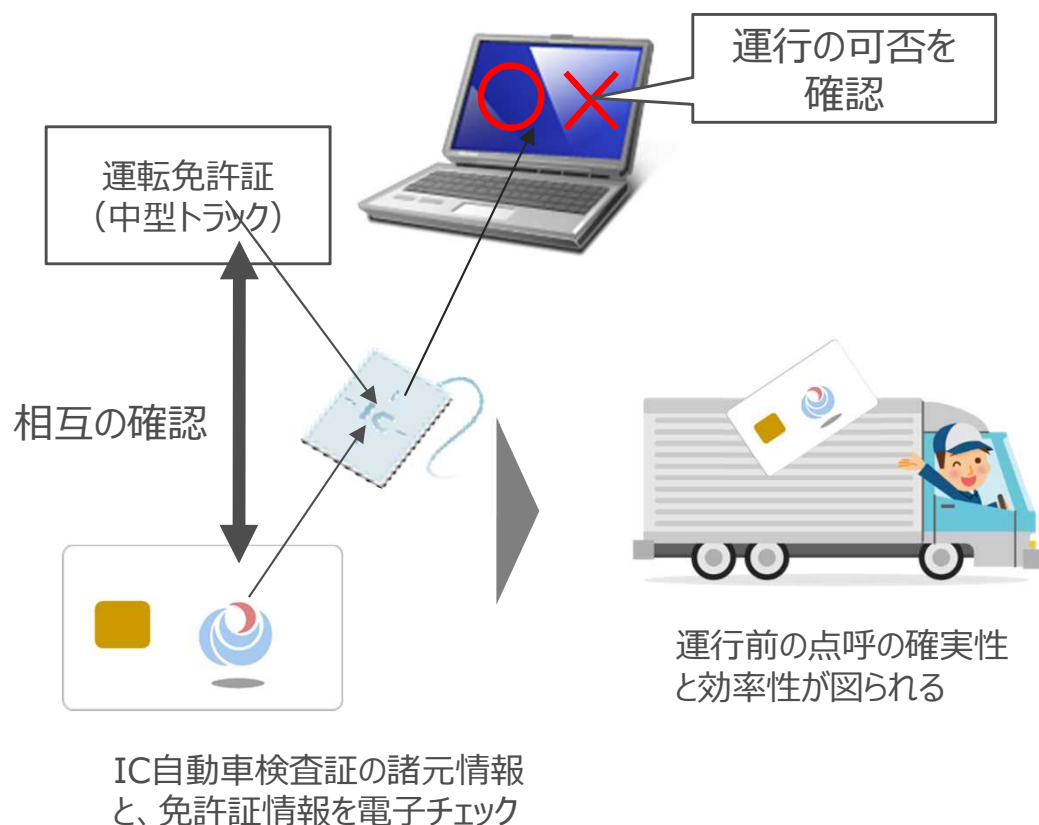 運行の可否を
確認
運転免許証
（中型トラック）
IC
相互の確認
運行前の点呼の確実性
と効率性が図られる
IC自動車検査証の諸元情報
と、免許証情報を電子チェック